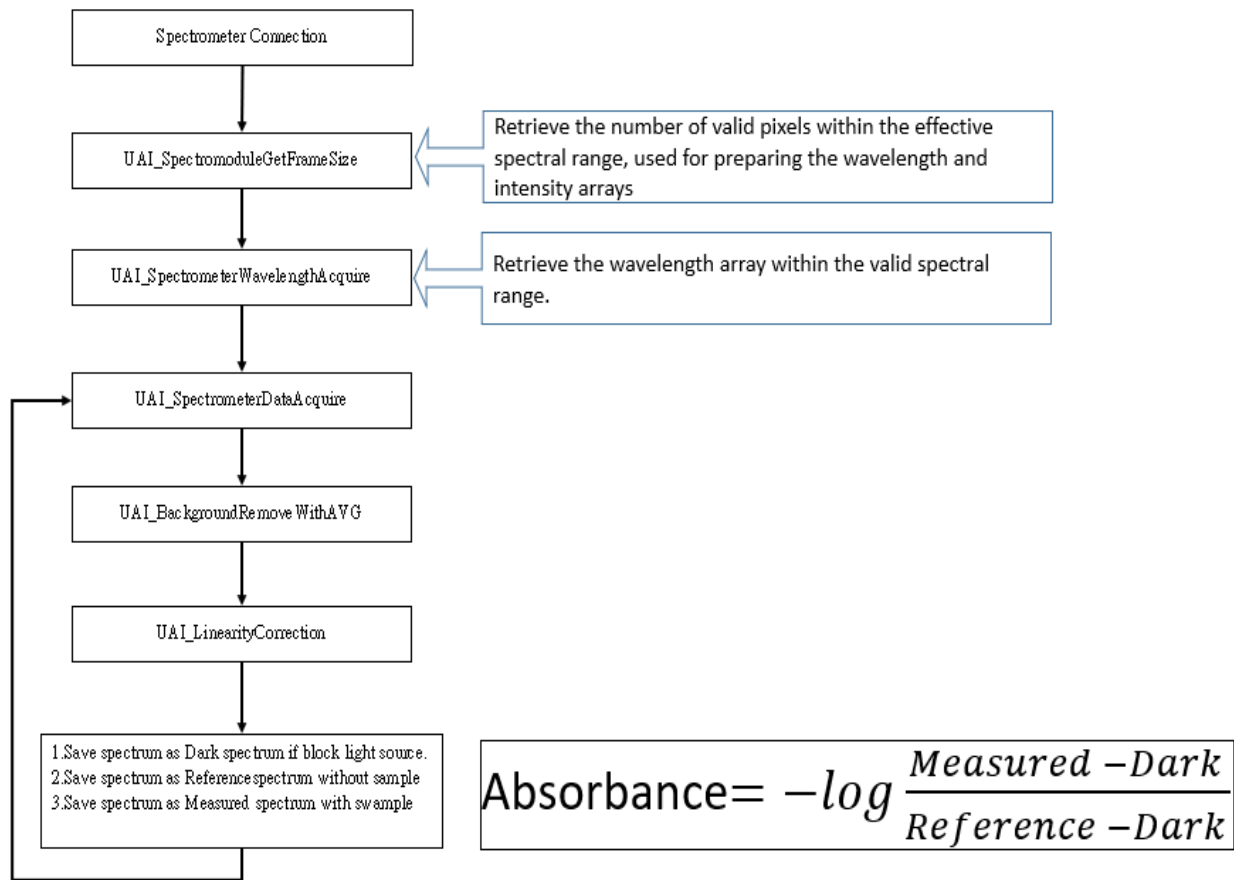 Spectrometer Connection
UAI_SpectromoduleGetFrameSize
Retrieve the number of valid pixels within the effective
spectral range, used for preparing the wavelength and
intensity arrays
UAI_SpectrometerWavelengthAcquire
Retrieve the wavelength array within the valid spectral
range.
UAI_SpectrometerDataAcquire
UAI_BackgroundRemoveWithAVG
UAI_LinearityCorrection
1.Save spectrum as Dark spectrum if block light source.
2.Save spectrum as Reference spectrum without sample
3.Save spectrum as Measured spectrum with swample
Absorbance= −log (Measured −Dark)/(Reference −Dark)